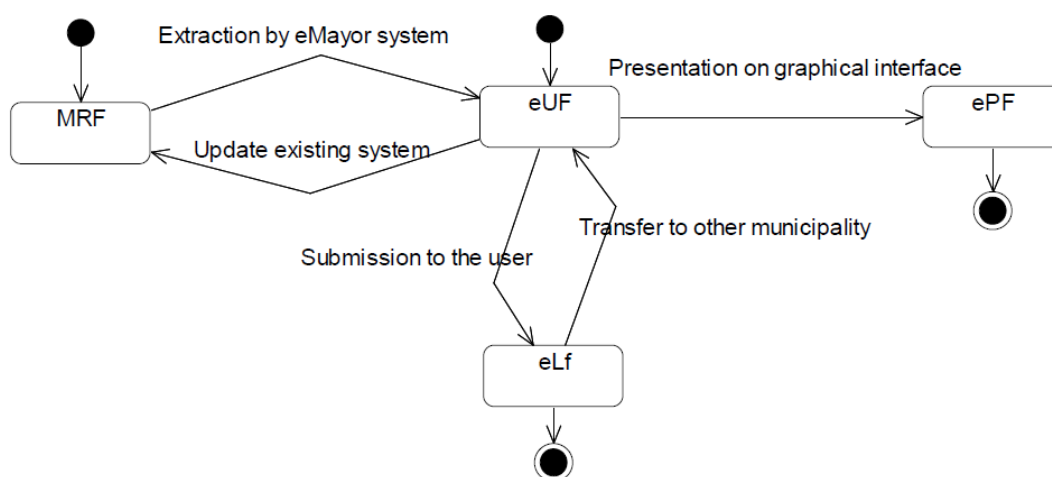 Extraction by eMayor system
Presentation on graphical interface
MRF
eUF
ePF
Update existing system
Transfer to other municipality
Submission to the user
eLf